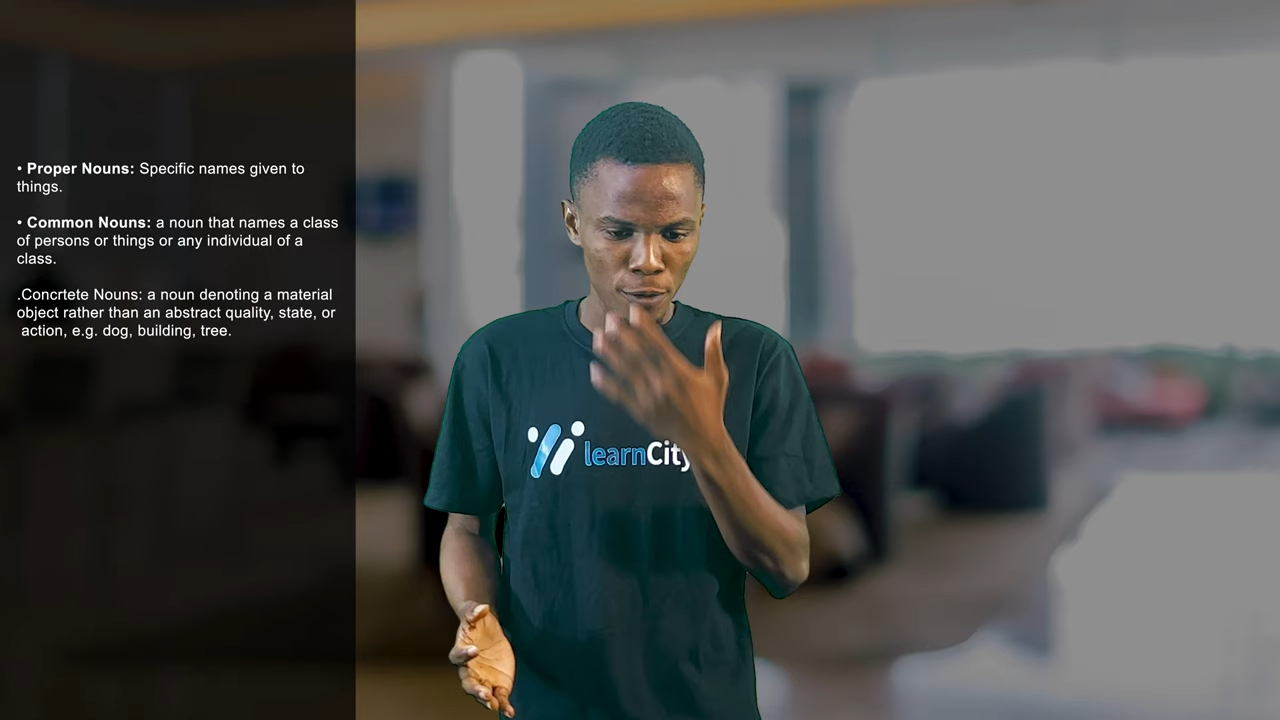 • Proper Nouns: Specific names given to
things.
• Common Nouns: a noun that names a class
of persons or things or any individual of a
class.
.Concrtete Nouns: a noun denoting a material
object rather than an abstract quality, state, or
action, e.g. dog, building, tree.
learnCity